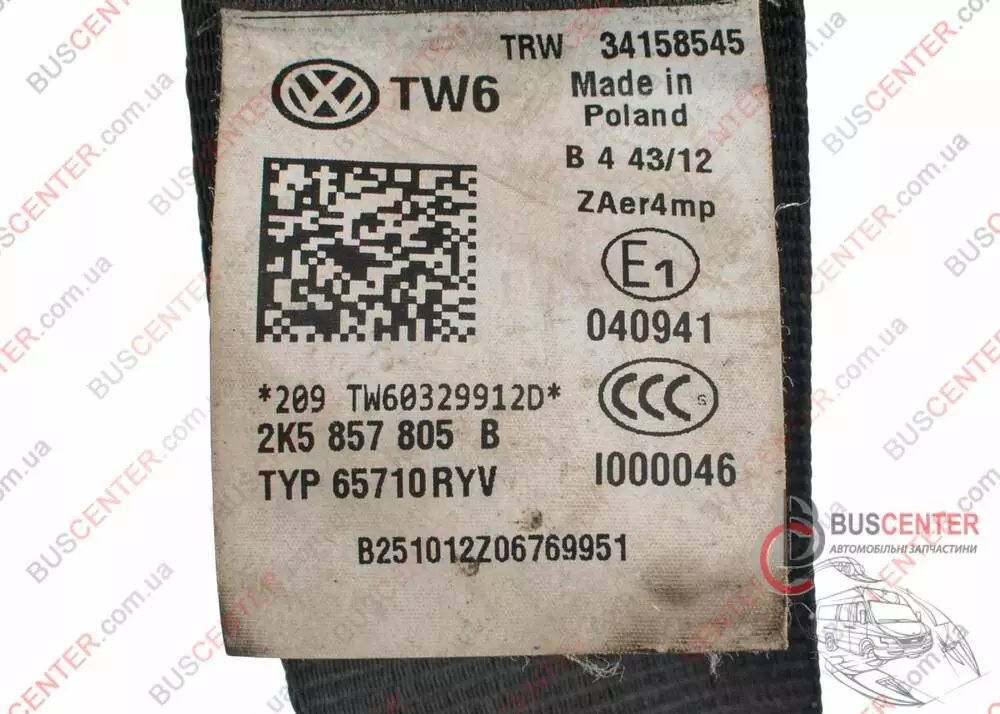 TRW 34158545
TW6
Made in
Poland
B 4 43/12
ZAer4mp
E1
040941
CCC S
*209 TW60329912D*
2K5 857 805 B
TYP 65710RYV
I000046
B251012Z06769951
BUSCENTER
АВТОМОБІЛЬНІ ЗАПЧАСТИНИ
BUSCENTER.com.ua